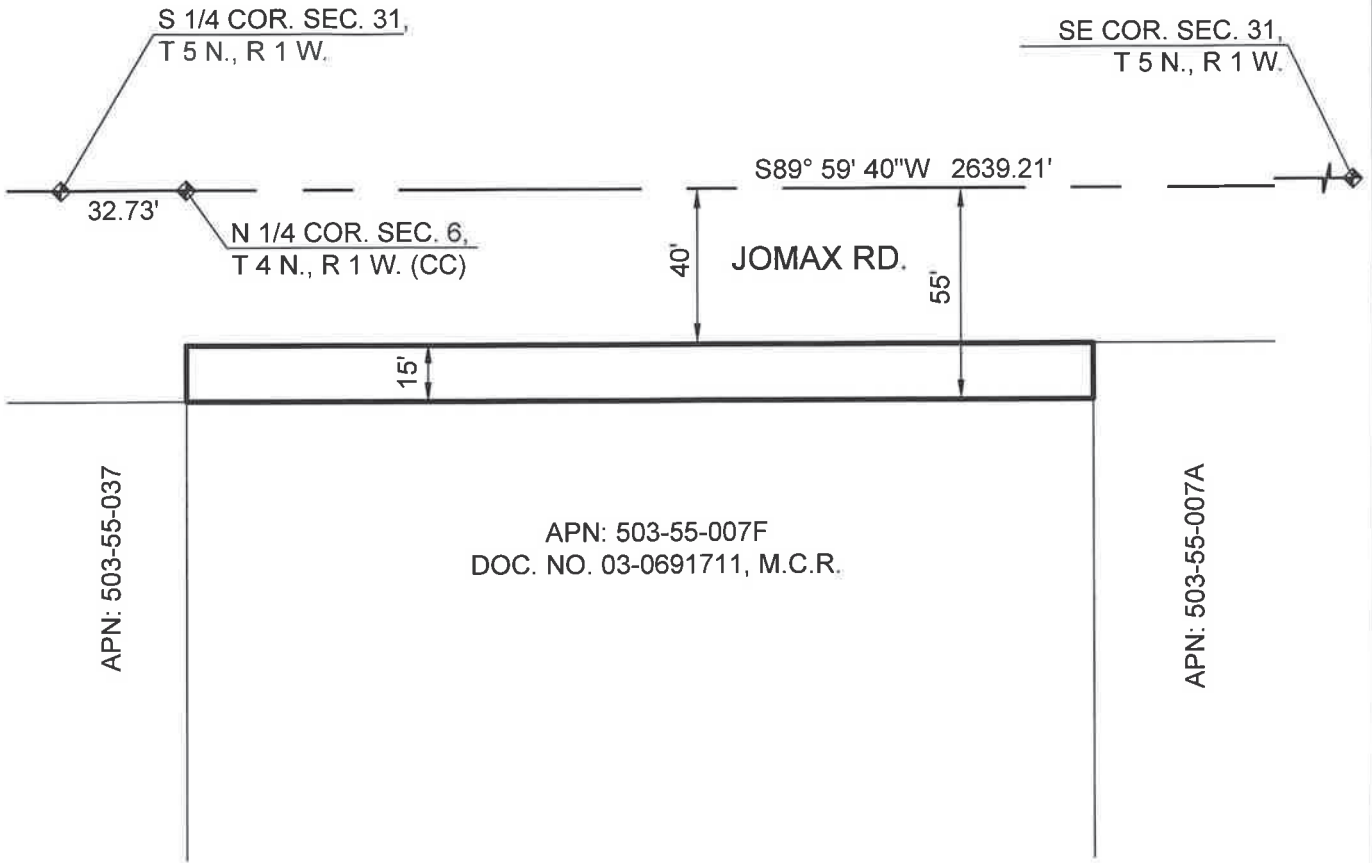 S 1/4 COR. SEC. 31,
T 5 N., R 1 W.
SE COR. SEC. 31,
T 5 N., R 1 W.
S89° 59' 40"W 2639.21'
32.73'
N 1/4 COR. SEC. 6,
T 4 N., R 1 W. (CC)
40'
JOMAX RD.
55'
15'
APN: 503-55-037
APN: 503-55-007F
DOC. NO. 03-0691711, M.C.R.
APN: 503-55-007A